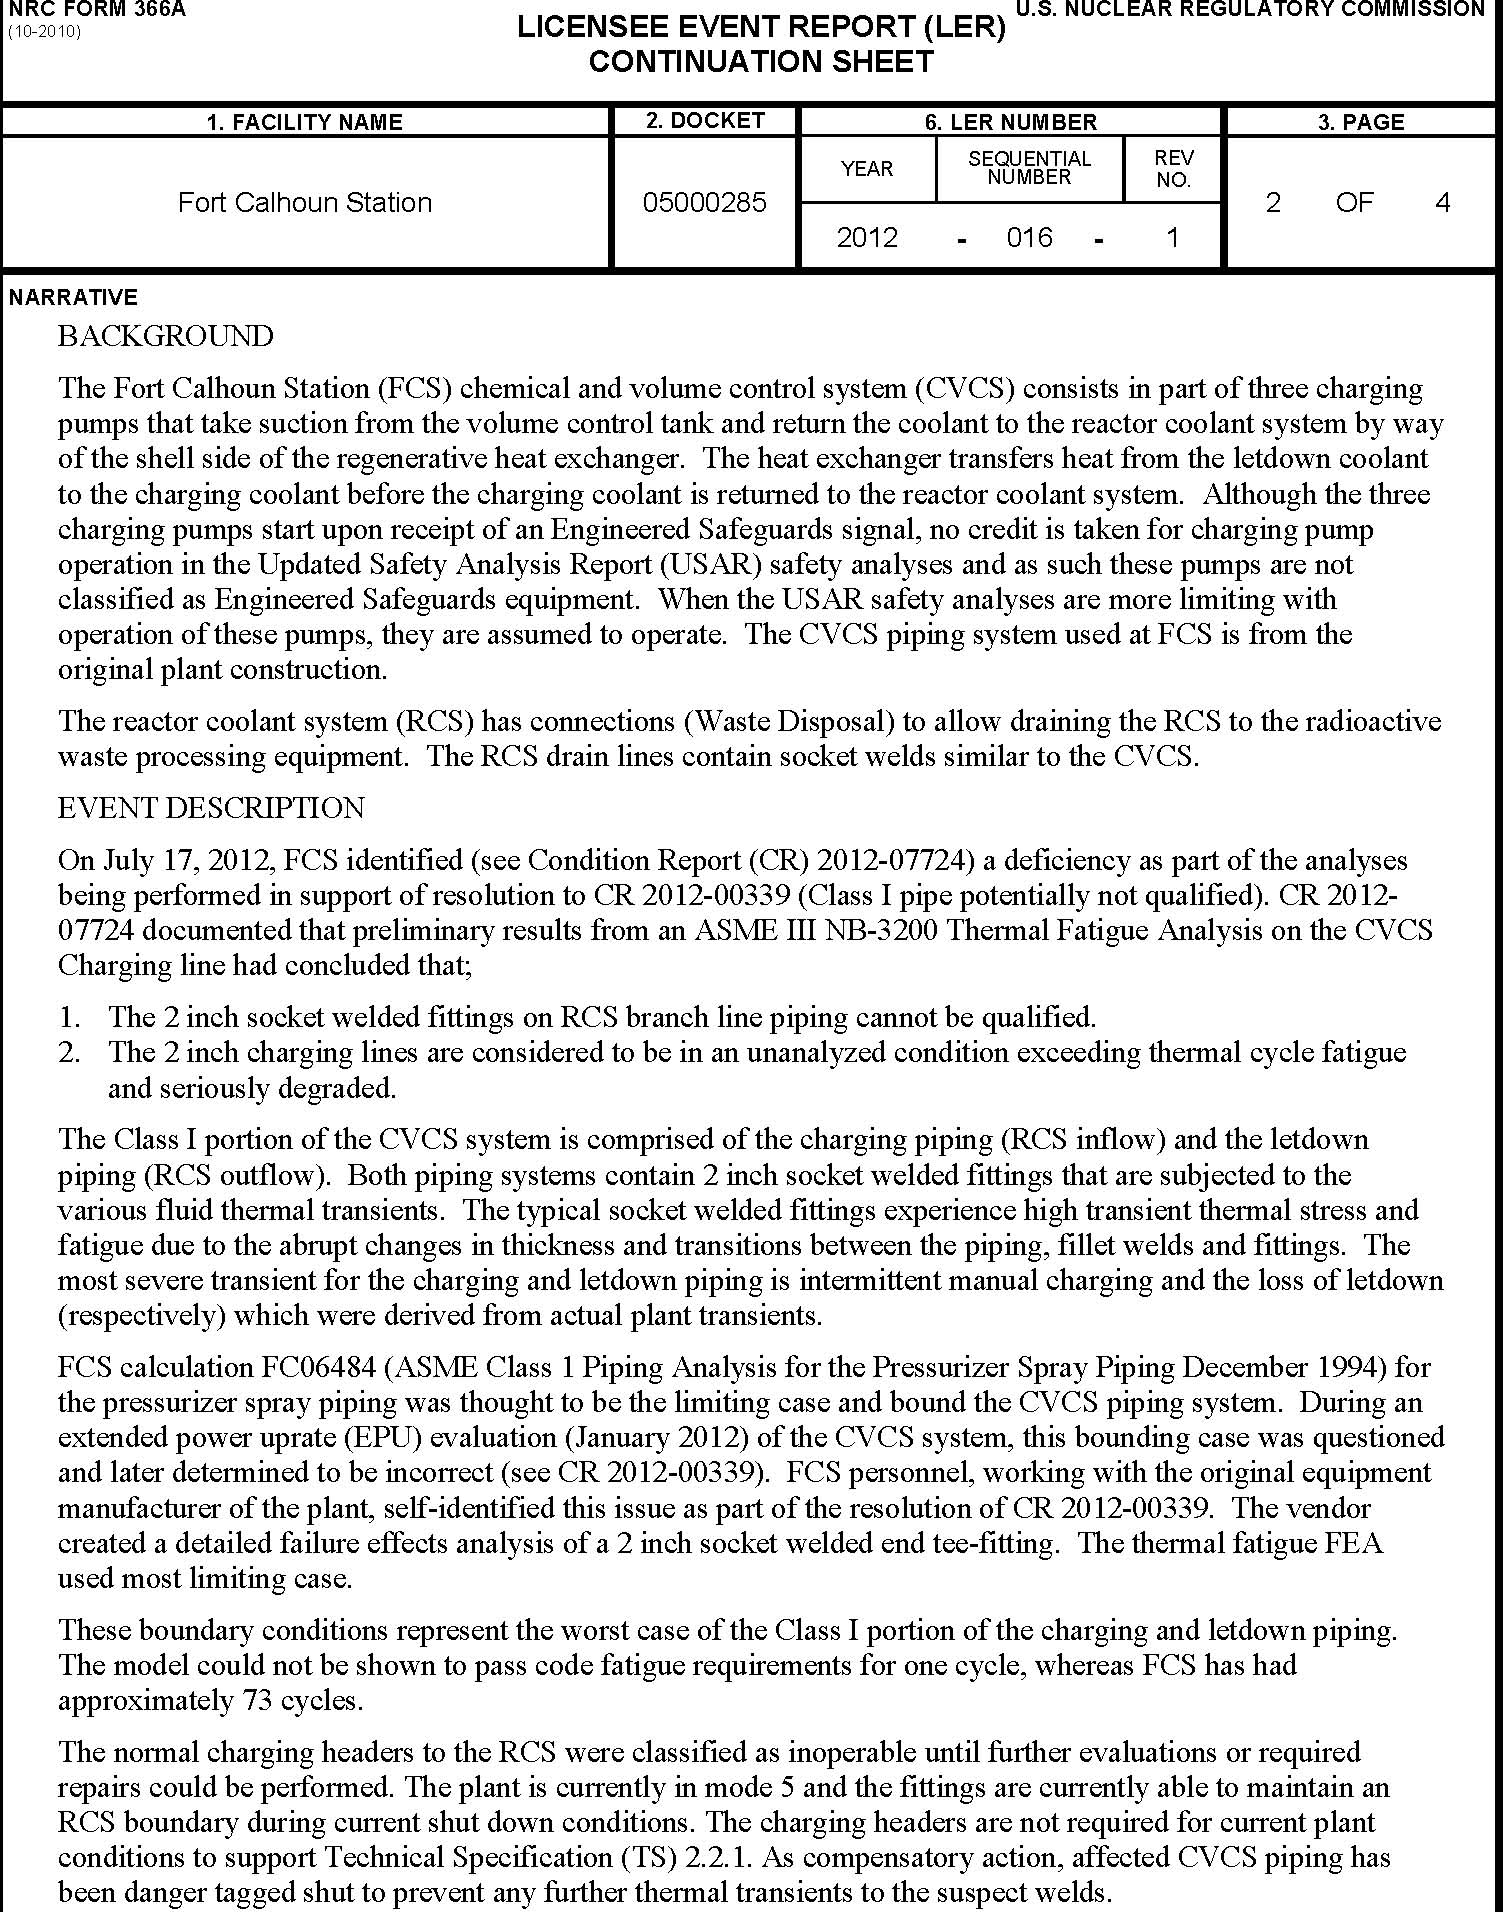 NRC FORM 366A
(10-2010)
U.S. NUCLEAR REGULATORY COMMISSION
LICENSEE EVENT REPORT (LER)
CONTINUATION SHEET
1. FACILITY NAME
2. DOCKET
6. LER NUMBER
3. PAGE
Fort Calhoun Station
05000285
YEAR
SEQUENTIAL
NUMBER
REV
NO.
2 OF 4
2012 - 016 - 1
NARRATIVE
BACKGROUND
The Fort Calhoun Station (FCS) chemical and volume control system (CVCS) consists in part of three charging
pumps that take suction from the volume control tank and return the coolant to the reactor coolant system by way
of the shell side of the regenerative heat exchanger. The heat exchanger transfers heat from the letdown coolant
to the charging coolant before the charging coolant is returned to the reactor coolant system. Although the three
charging pumps start upon receipt of an Engineered Safeguards signal, no credit is taken for charging pump
operation in the Updated Safety Analysis Report (USAR) safety analyses and as such these pumps are not
classified as Engineered Safeguards equipment. When the USAR safety analyses are more limiting with
operation of these pumps, they are assumed to operate. The CVCS piping system used at FCS is from the
original plant construction.
The reactor coolant system (RCS) has connections (Waste Disposal) to allow draining the RCS to the radioactive
waste processing equipment. The RCS drain lines contain socket welds similar to the CVCS.
EVENT DESCRIPTION
On July 17, 2012, FCS identified (see Condition Report (CR) 2012-07724) a deficiency as part of the analyses
being performed in support of resolution to CR 2012-00339 (Class I pipe potentially not qualified). CR 2012-
07724 documented that preliminary results from an ASME III NB-3200 Thermal Fatigue Analysis on the CVCS
Charging line had concluded that;
1. The 2 inch socket welded fittings on RCS branch line piping cannot be qualified.
2. The 2 inch charging lines are considered to be in an unanalyzed condition exceeding thermal cycle fatigue
and seriously degraded.
The Class I portion of the CVCS system is comprised of the charging piping (RCS inflow) and the letdown
piping (RCS outflow). Both piping systems contain 2 inch socket welded fittings that are subjected to the
various fluid thermal transients. The typical socket welded fittings experience high transient thermal stress and
fatigue due to the abrupt changes in thickness and transitions between the piping, fillet welds and fittings. The
most severe transient for the charging and letdown piping is intermittent manual charging and the loss of letdown
(respectively) which were derived from actual plant transients.
FCS calculation FC06484 (ASME Class 1 Piping Analysis for the Pressurizer Spray Piping December 1994) for
the pressurizer spray piping was thought to be the limiting case and bound the CVCS piping system. During an
extended power uprate (EPU) evaluation (January 2012) of the CVCS system, this bounding case was questioned
and later determined to be incorrect (see CR 2012-00339). FCS personnel, working with the original equipment
manufacturer of the plant, self-identified this issue as part of the resolution of CR 2012-00339. The vendor
created a detailed failure effects analysis of a 2 inch socket welded end tee-fitting. The thermal fatigue FEA
used most limiting case.
These boundary conditions represent the worst case of the Class I portion of the charging and letdown piping.
The model could not be shown to pass code fatigue requirements for one cycle, whereas FCS has had
approximately 73 cycles.
The normal charging headers to the RCS were classified as inoperable until further evaluations or required
repairs could be performed. The plant is currently in mode 5 and the fittings are currently able to maintain an
RCS boundary during current shut down conditions. The charging headers are not required for current plant
conditions to support Technical Specification (TS) 2.2.1. As compensatory action, affected CVCS piping has
been danger tagged shut to prevent any further thermal transients to the suspect welds.